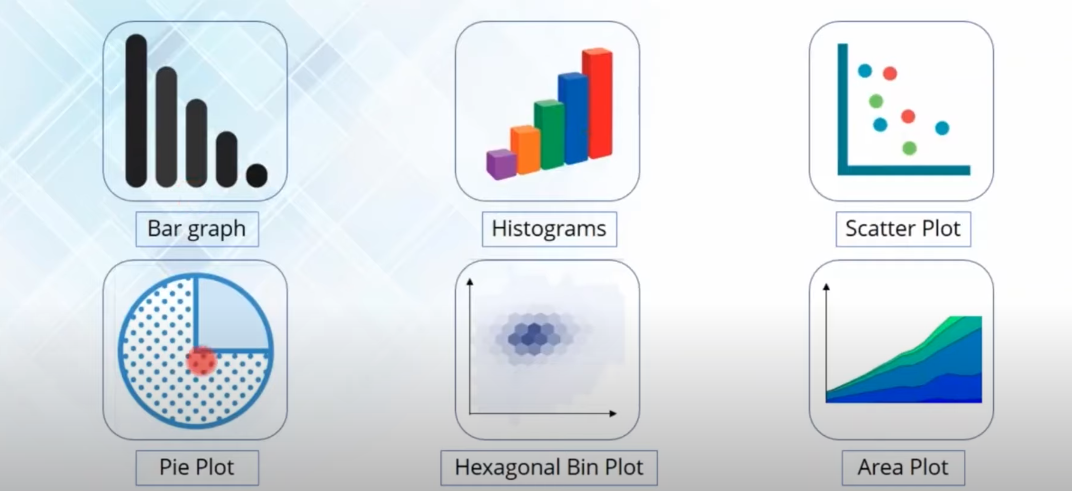 Bar graph
Histograms
Scatter Plot
Pie Plot
Hexagonal Bin Plot
Area Plot